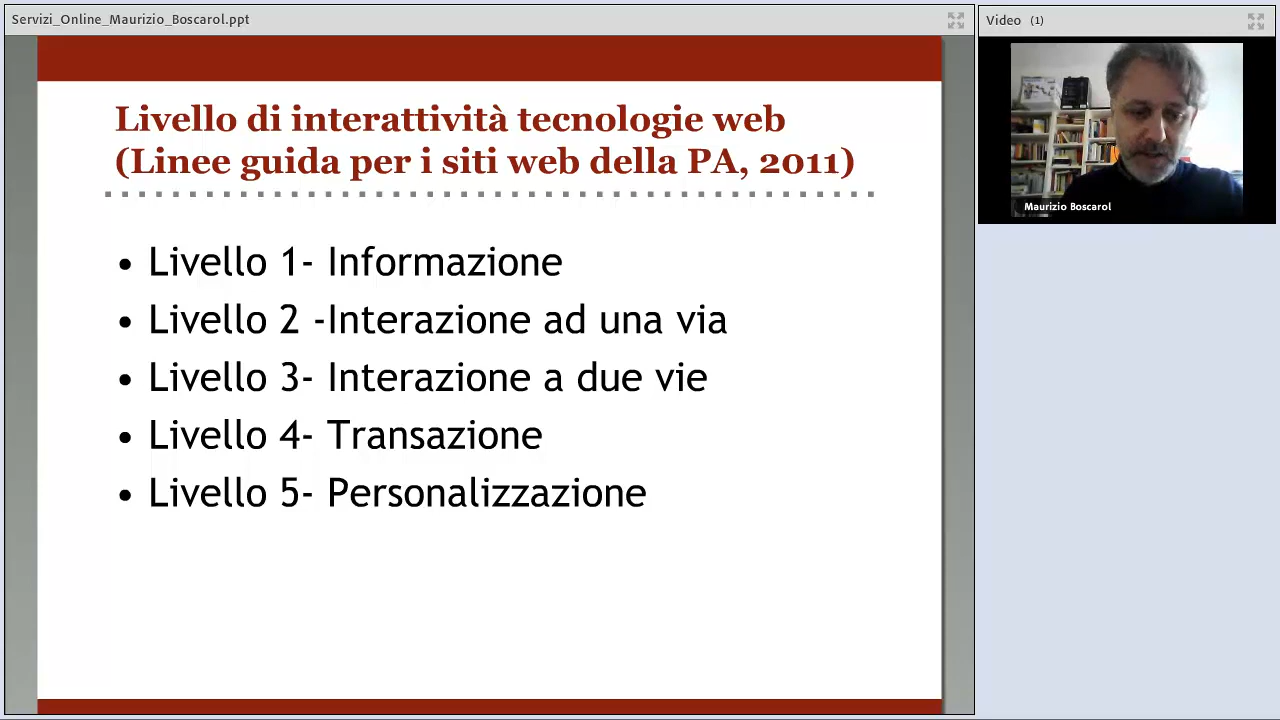 Servizi_Online_Maurizio_Boscarol.ppt
Video (1)
Livello di interattività tecnologie web
(Linee guida per i siti web della PA, 2011)
• Livello 1- Informazione
• Livello 2 -Interazione ad una via
• Livello 3- Interazione a due vie
• Livello 4- Transazione
• Livello 5- Personalizzazione
Maurizio Boscarol